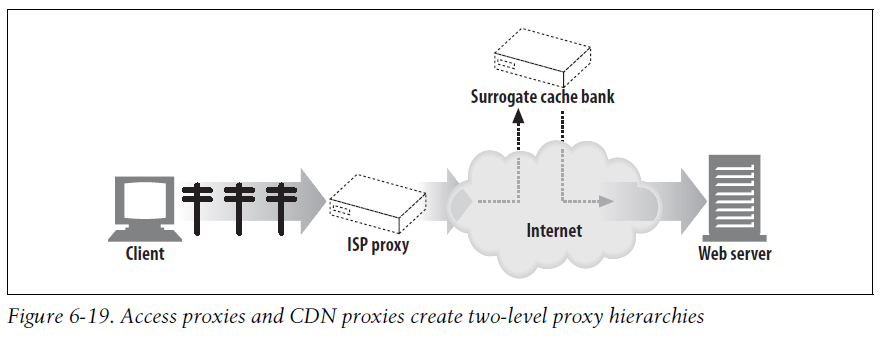 Surrogate cache bank
Client
ISP proxy
Internet
Web server
Figure 6-19. Access proxies and CDN proxies create two-level proxy hierarchies